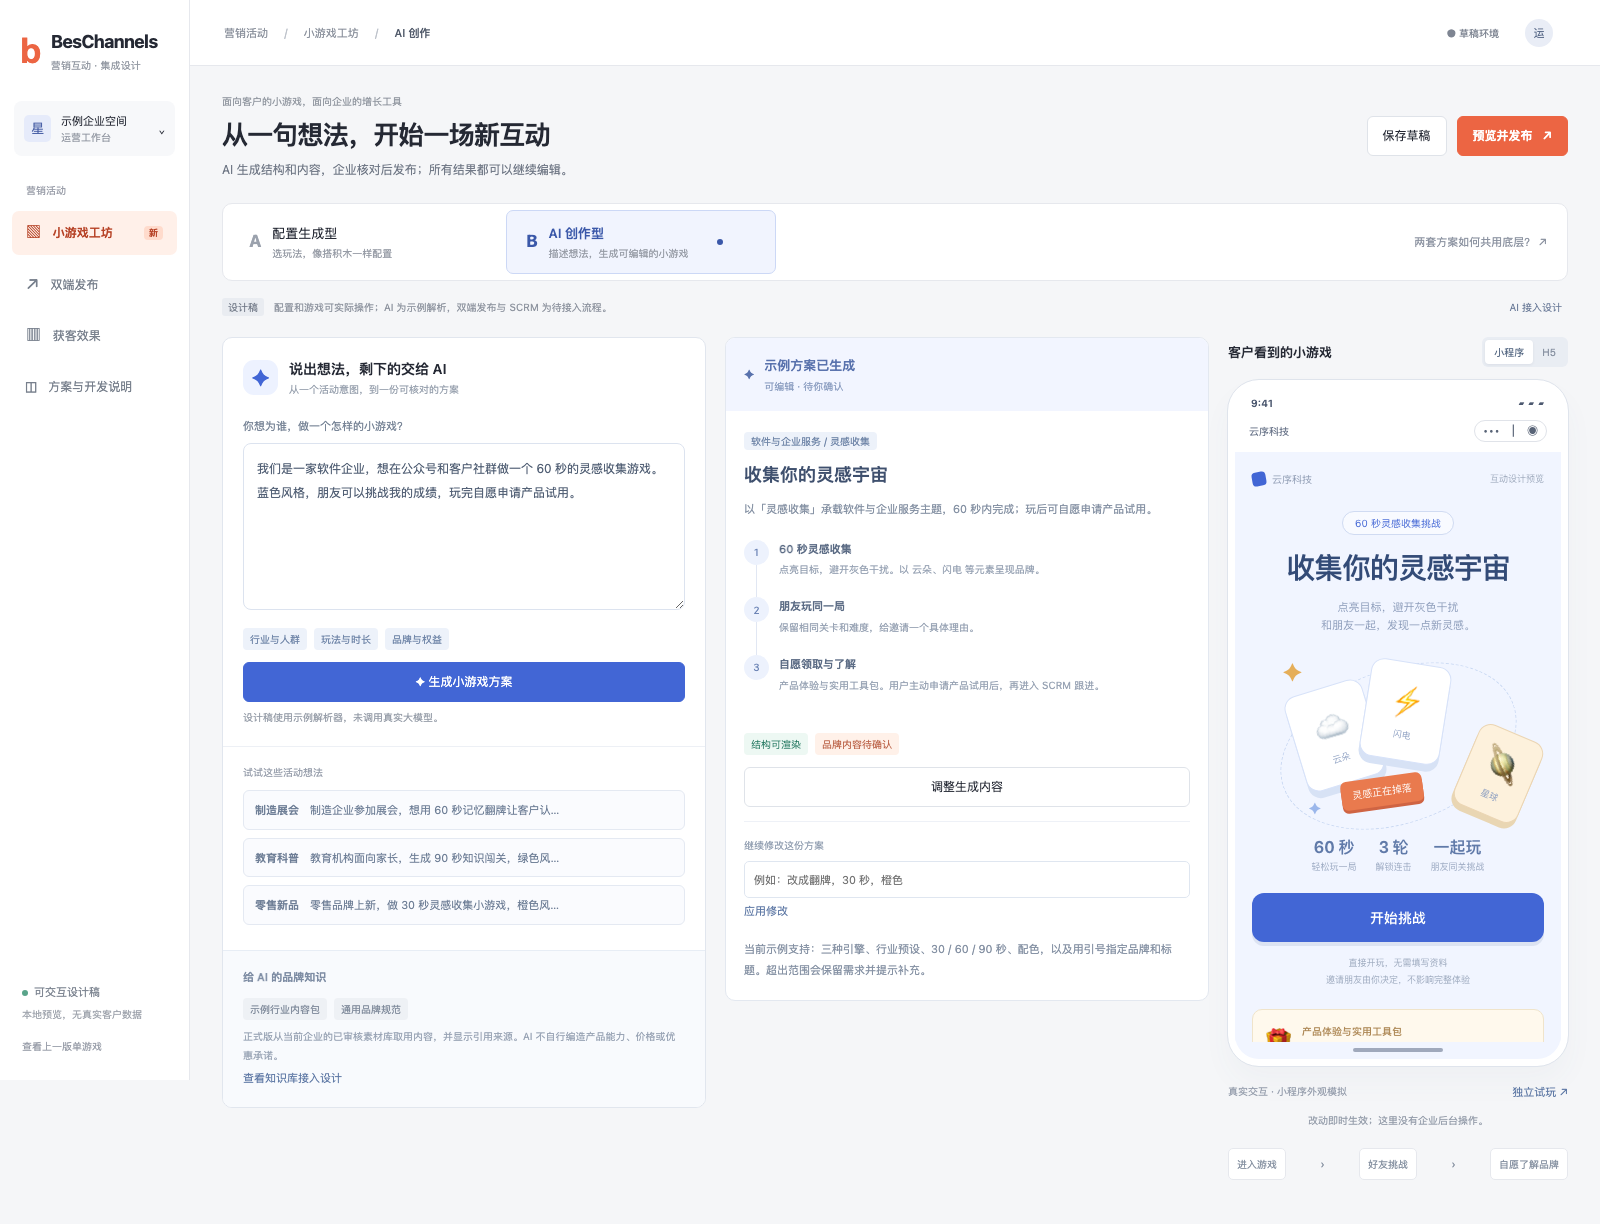 b BesChannels
营销互动 · 集成设计
星 示例企业空间
运营工作台
营销活动
小游戏工坊 新
双端发布
获客效果
方案与开发说明
可交互设计稿
本地预览，无真实客户数据
查看上一版单游戏
营销活动 / 小游戏工坊 / AI 创作
草稿环境 运
面向客户的小游戏，面向企业的增长工具
从一句想法，开始一场新互动
AI 生成结构和内容，企业核对后发布；所有结果都可以继续编辑。
保存草稿 预览并发布
A 配置生成型
选玩法，像搭积木一样配置
B AI 创作型
描述想法，生成可编辑的小游戏
两套方案如何共用底层？
设计稿 配置和游戏可实际操作；AI 为示例解析，双端发布与 SCRM 为待接入流程。
AI 接入设计
说出想法，剩下的交给 AI
从一个活动意图，到一份可核对的方案
你想为谁，做一个怎样的小游戏？
我们是一家软件企业，想在公众号和客户社群做一个 60 秒的灵感收集游戏。
蓝色风格，朋友可以挑战我的成绩，玩完自愿申请产品试用。
行业与人群 玩法与时长 品牌与权益
生成小游戏方案
设计稿使用示例解析器，未调用真实大模型。
试试这些活动想法
制造展会 制造企业参加展会，想用 60 秒记忆翻牌让客户认...
教育科普 教育机构面向家长，生成 90 秒知识闯关，绿色风...
零售新品 零售品牌上新，做 30 秒灵感收集小游戏，橙色风...
给 AI 的品牌知识
示例行业内容包 通用品牌规范
正式版从当前企业的已审核素材库取用内容，并显示引用来源。AI 不自行编造产品能力、价格或优
惠承诺。
查看知识库接入设计
示例方案已生成
可编辑 · 待你确认
软件与企业服务 / 灵感收集
收集你的灵感宇宙
以「灵感收集」承载软件与企业服务主题，60 秒内完成；玩后可自愿申请产品试用。
1 60 秒灵感收集
点亮目标，避开灰色干扰。以 云朵、闪电 等元素呈现品牌。
2 朋友玩同一局
保留相同关卡和难度，给邀请一个具体理由。
3 自愿领取与了解
产品体验与实用工具包。用户主动申请产品试用后，再进入 SCRM 跟进。
结构可渲染 品牌内容待确认
调整生成内容
继续修改这份方案
例如：改成翻牌，30 秒，橙色
应用修改
当前示例支持：三种引擎、行业预设、30 / 60 / 90 秒、配色，以及用引号指定品牌和标
题。超出范围会保留需求并提示补充。
客户看到的小游戏 小程序 H5
9:41
云序科技
云序科技 互动设计预览
60 秒灵感收集挑战
收集你的灵感宇宙
点亮目标，避开灰色干扰
和朋友一起，发现一点新灵感。
云朵
闪电
星球
灵感正在掉落
60 秒 3 轮 一起玩
轻松玩一局 解锁连击 朋友同关挑战
开始挑战
直接开玩，无需填写资料
邀请朋友由你决定，不影响完整体验
产品体验与实用工具包
真实交互 · 小程序外观模拟 独立试玩
改动即时生效；这里没有企业后台操作。
进入游戏 › 好友挑战 › 自愿了解品牌